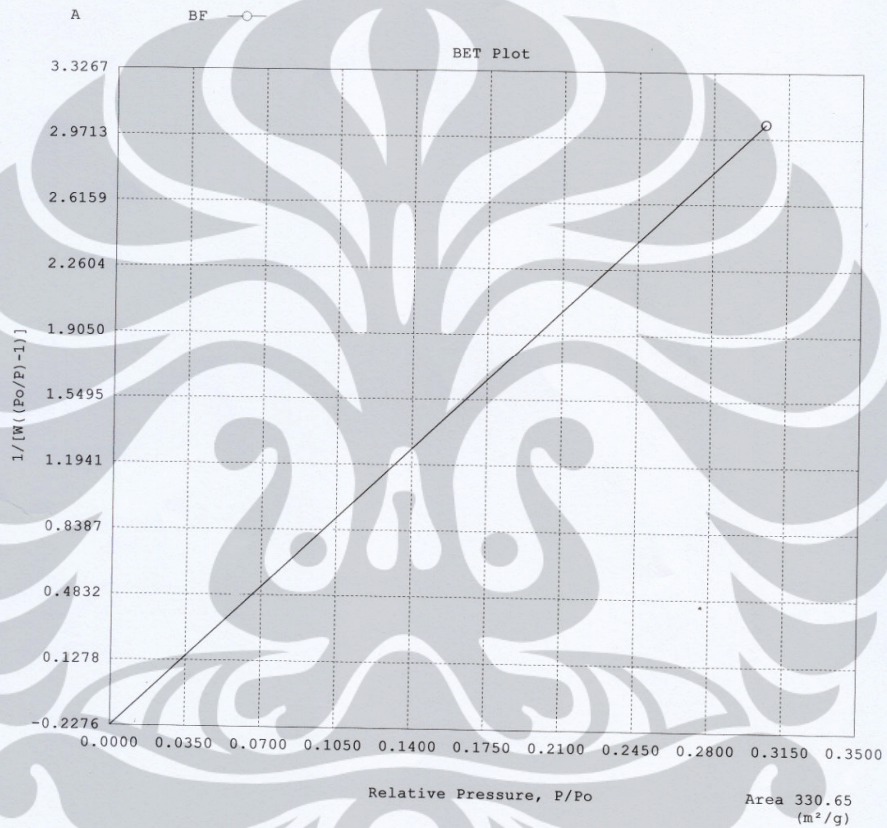 A BF
BET Plot
3.3267
2.9713
2.6159
2.2604
1.9050
1.5495
1.1941
0.8387
0.4832
0.1278
-0.2276
1/[W((Po/P)-1)]
0.0000 0.0350 0.0700 0.1050 0.1400 0.1750 0.2100 0.2450 0.2800 0.3150 0.3500
Relative Pressure, P/Po
Area 330.65
(m²/g)